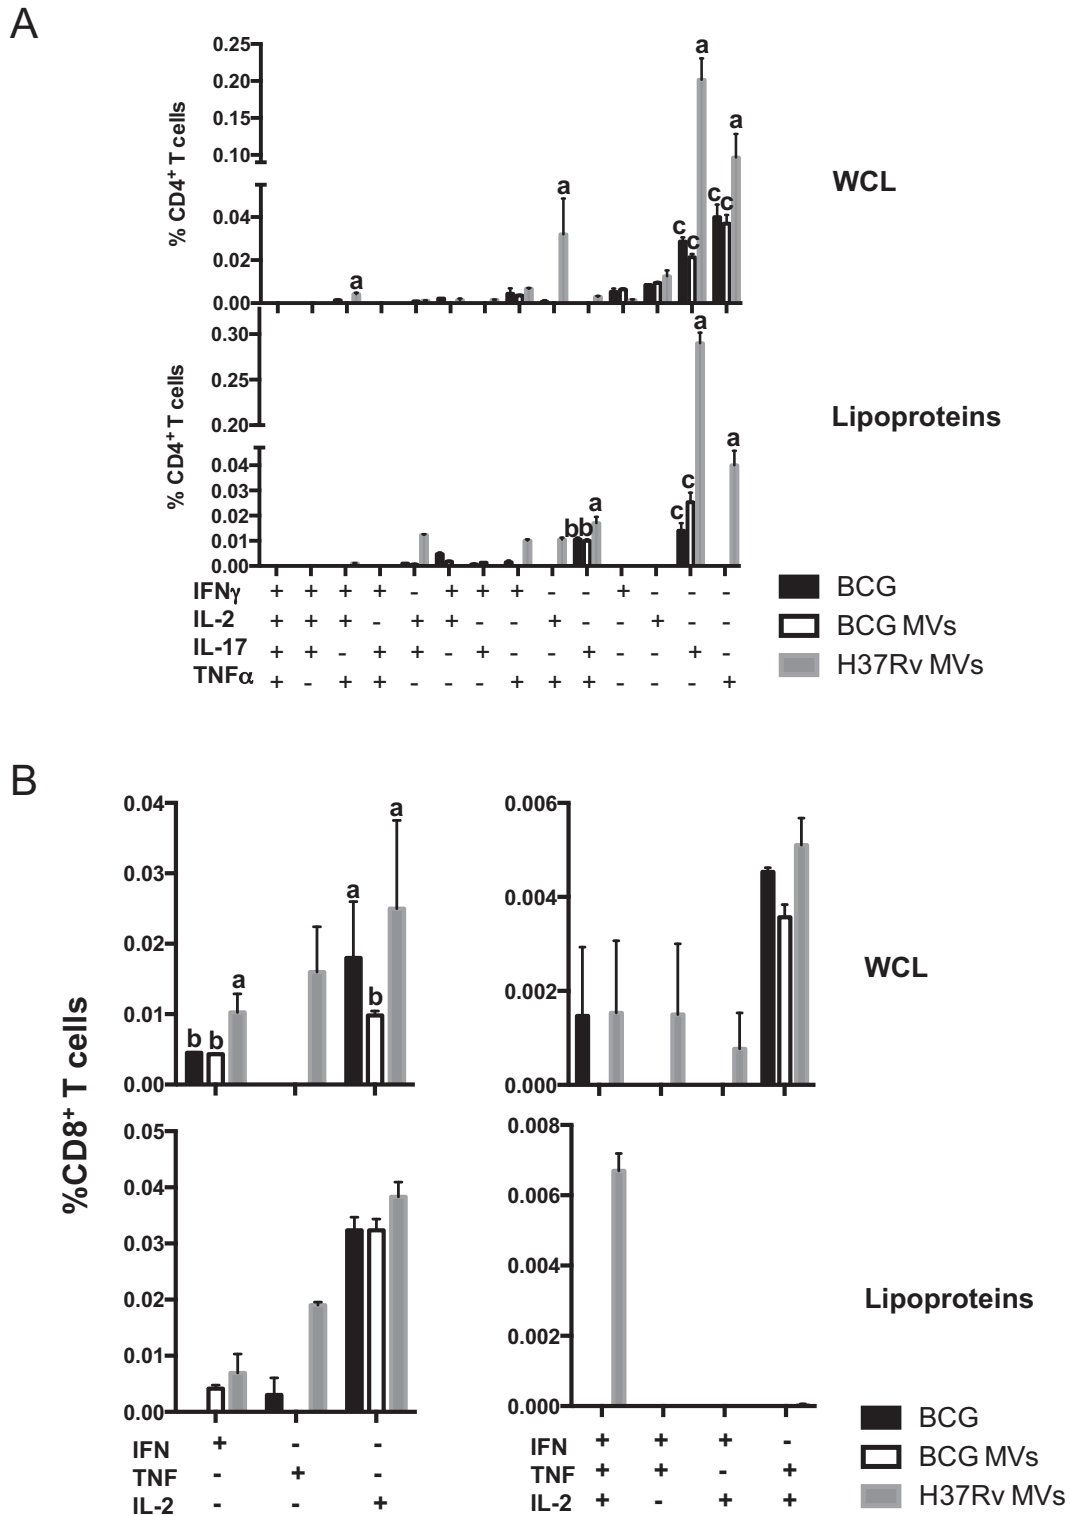 A
% CD4+ T cells
0.25
0.20
0.15
0.10
0.04
0.02
0.00
a
a
a
a
c
c
c
c
WCL
% CD4+ T cells
0.30
0.25
0.20
0.04
0.03
0.02
0.01
0.00
b
b
a
c
c
a
a
Lipoproteins
IFNγ + + + + - + + + - - + - - -
IL-2 + + + - + + - - + - - + - -
IL-17 + + - + + - + - - + - - + -
TNFα + - + + - - - + + + - - - +
BCG
BCG MVs
H37Rv MVs
B
%CD8+ T cells
0.04
0.03
0.02
0.01
0.00
b
b
a
a
b
a
0.006
0.004
0.002
0.000
WCL
0.05
0.04
0.03
0.02
0.01
0.00
0.008
0.006
0.004
0.002
0.000
Lipoproteins
IFN + - -
TNF - + -
IL-2 - - +
IFN + + + -
TNF + + - +
IL-2 + - + +
BCG
BCG MVs
H37Rv MVs